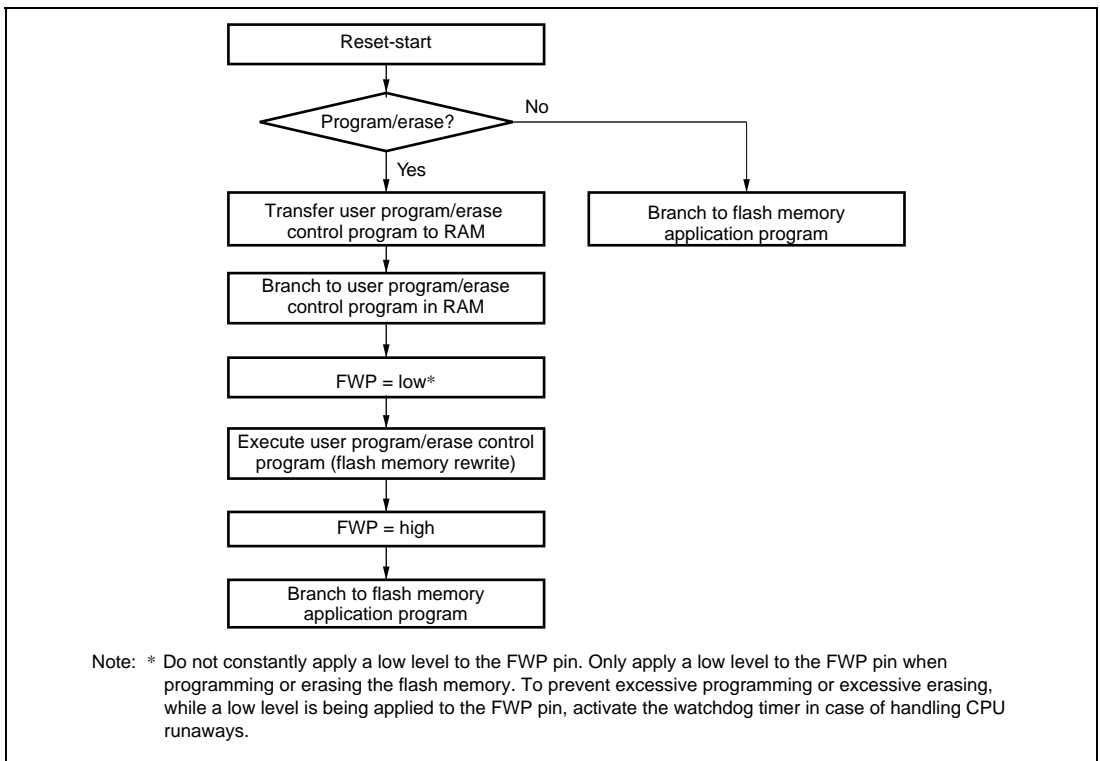 Reset-start
Program/erase?
No
Yes
Transfer user program/erase
control program to RAM
Branch to flash memory
application program
Branch to user program/erase
control program in RAM
FWP = low*
Execute user program/erase control
program (flash memory rewrite)
FWP = high
Branch to flash memory
application program
Note: * Do not constantly apply a low level to the FWP pin. Only apply a low level to the FWP pin when
programming or erasing the flash memory. To prevent excessive programming or excessive erasing,
while a low level is being applied to the FWP pin, activate the watchdog timer in case of handling CPU
runaways.